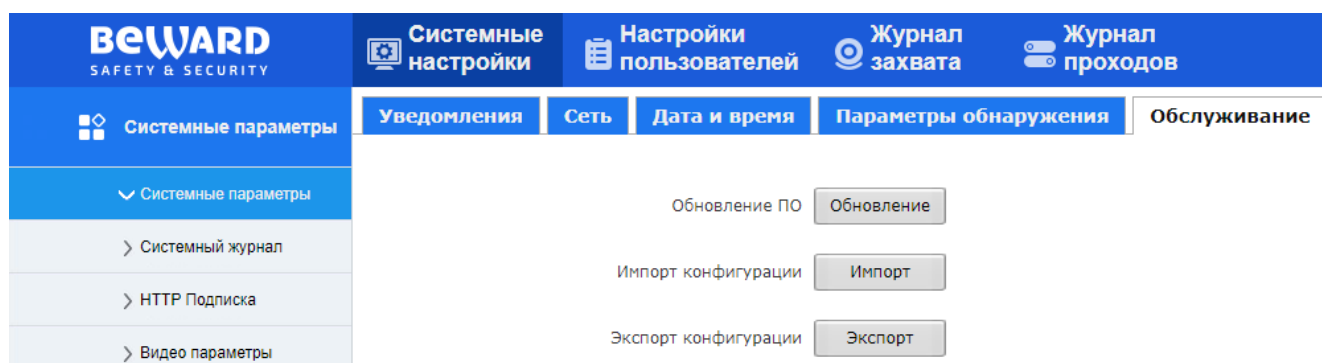 BEWARD
SAFETY & SECURITY
Системные
настройки
Настройки
пользователей
Журнал
захвата
Журнал
проходов
Системные параметры
Уведомления Сеть Дата и время Параметры обнаружения Обслуживание
Системные параметры
Системный журнал
HTTP Подписка
Видео параметры
Обновление ПО Обновление
Импорт конфигурации Импорт
Экспорт конфигурации Экспорт